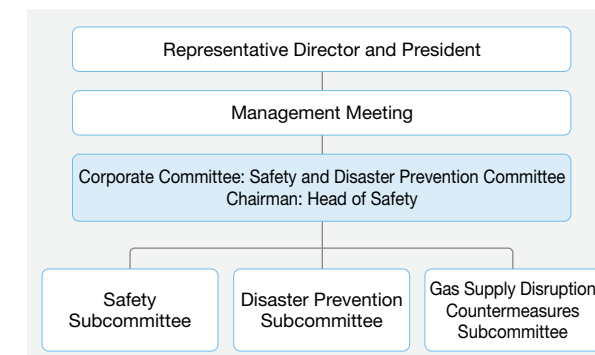 Representative Director and President
Management Meeting
Corporate Committee: Safety and Disaster Prevention Committee
Chairman: Head of Safety
Safety
Subcommittee
Disaster Prevention
Subcommittee
Gas Supply Disruption
Countermeasures
Subcommittee